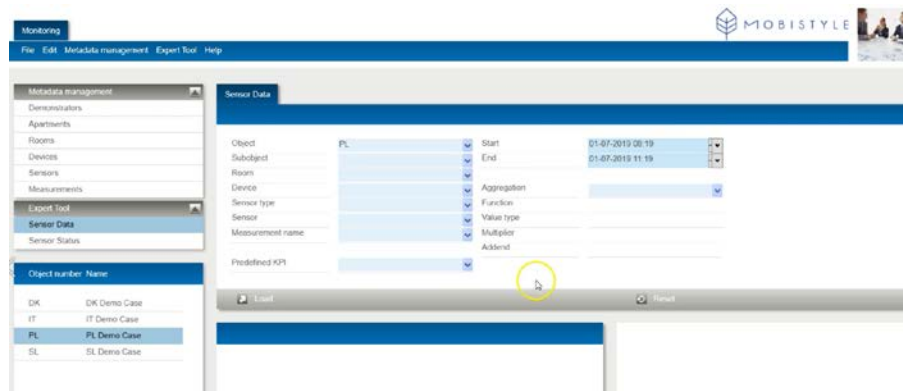 MOBISTYLE
Monitoring
File Edit Metadata management Expert Tool Help
Metadata management
Demonstrators
Apartments
Rooms
Devices
Sensors
Measurements
Expert Tool
Sensor Data
Sensor Status
Object number Name
DK DK Demo Case
IT IT Demo Case
PL PL Demo Case
SL SL Demo Case
Sensor Data
Object PL Start 01-07-2019 08:19
Subobject End 01-07-2019 11:19
Room
Device Aggregation
Sensor type Function
Sensor Value type
Measurement name Multiplier
Addend
Predefined KPI
Load Reset